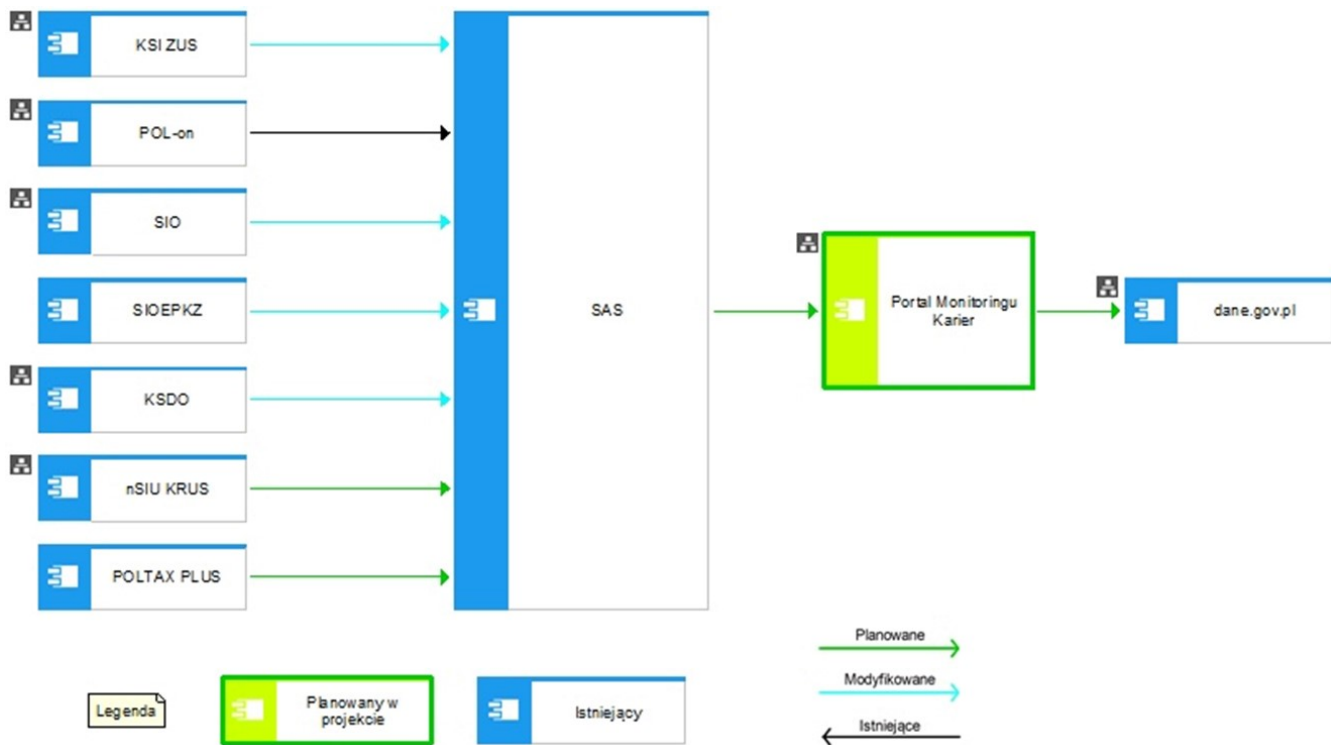 KSI ZUS
POL-on
SIO
SIOEPKZ
KSDO
nSIU KRUS
POLTAX PLUS
SAS
Portal Monitoringu
Karier
dane.gov.pl
Legenda
Planowany w
projekcie
Istniejący
Planowane
Modyfikowane
Istniejące